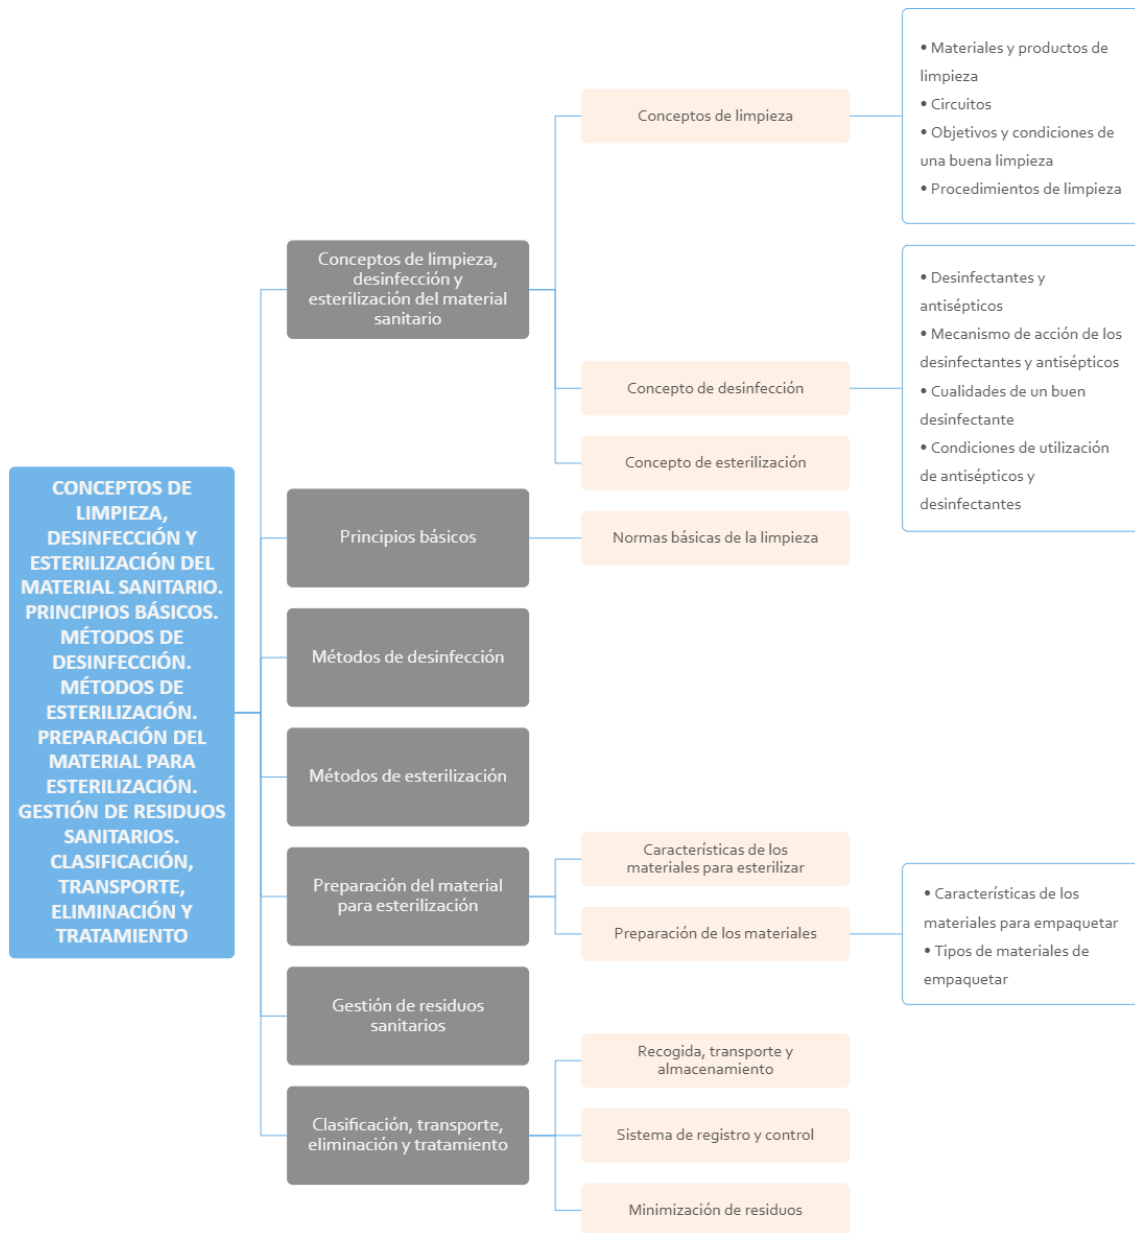 CONCEPTOS DE
LIMPIEZA,
DESINFECCIÓN Y
ESTERILIZACIÓN DEL
MATERIAL SANITARIO.
PRINCIPIOS BÁSICOS.
MÉTODOS DE
DESINFECCIÓN.
MÉTODOS DE
ESTERILIZACIÓN.
PREPARACIÓN DEL
MATERIAL PARA
ESTERILIZACIÓN.
GESTIÓN DE RESIDUOS
SANITARIOS.
CLASIFICACIÓN,
TRANSPORTE,
ELIMINACIÓN Y
TRATAMIENTO
Conceptos de limpieza,
desinfección y
esterilización del material
sanitario
Conceptos de limpieza
• Materiales y productos de
limpieza
• Circuitos
• Objetivos y condiciones de
una buena limpieza
• Procedimientos de limpieza
Concepto de desinfección
• Desinfectantes y
antisépticos
• Mecanismo de acción de los
desinfectantes y antisépticos
• Cualidades de un buen
desinfectante
• Condiciones de utilización
de antisépticos y
desinfectantes
Concepto de esterilización
Principios básicos
Normas básicas de la limpieza
Métodos de desinfección
Métodos de esterilización
Preparación del material
para esterilización
Características de los
materiales para esterilizar
Preparación de los materiales
• Características de los
materiales para empaquetar
• Tipos de materiales de
empaquetar
Gestión de residuos
sanitarios
Clasificación, transporte,
eliminación y tratamiento
Recogida, transporte y
almacenamiento
Sistema de registro y control
Minimización de residuos